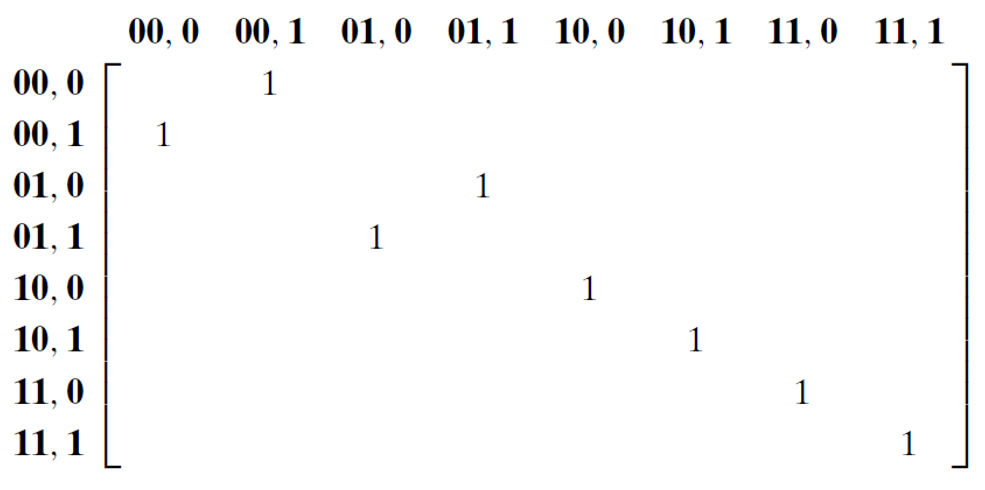 00, 0 00, 1 01, 0 01, 1 10, 0 10, 1 11, 0 11, 1
00, 0 1
00, 1 1
01, 0 1
01, 1 1
10, 0 1
10, 1 1
11, 0 1
11, 1 1